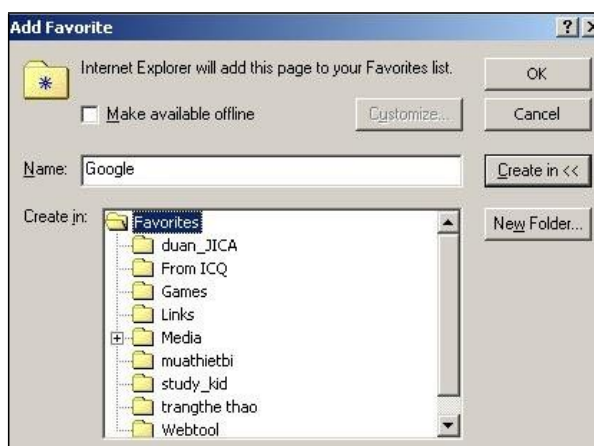 Add Favorite
Internet Explorer will add this page to your Favorites list.
OK
Make available offline
Customize...
Cancel
Name: Google
Create in <<
Create in:
Favorites
New Folder...
duan_JICA
From ICQ
Games
Links
Media
muathietbi
study_kid
trangthe thao
Webtool